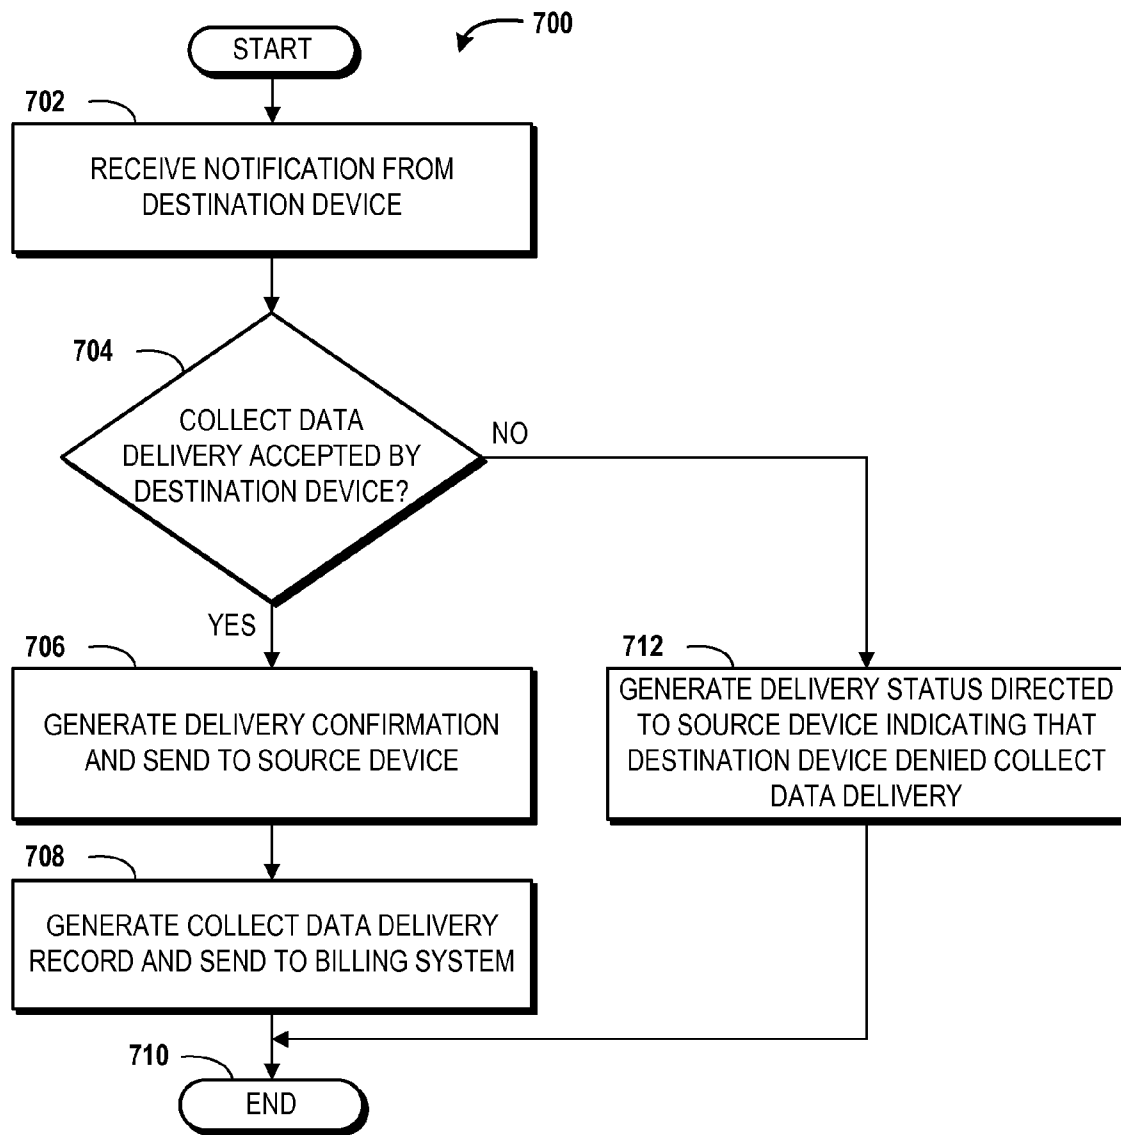 700
START
702
RECEIVE NOTIFICATION FROM
DESTINATION DEVICE
704
COLLECT DATA
DELIVERY ACCEPTED BY
DESTINATION DEVICE?
NO
YES
706
GENERATE DELIVERY CONFIRMATION
AND SEND TO SOURCE DEVICE
712
GENERATE DELIVERY STATUS DIRECTED
TO SOURCE DEVICE INDICATING THAT
DESTINATION DEVICE DENIED COLLECT
DATA DELIVERY
708
GENERATE COLLECT DATA DELIVERY
RECORD AND SEND TO BILLING SYSTEM
710
END